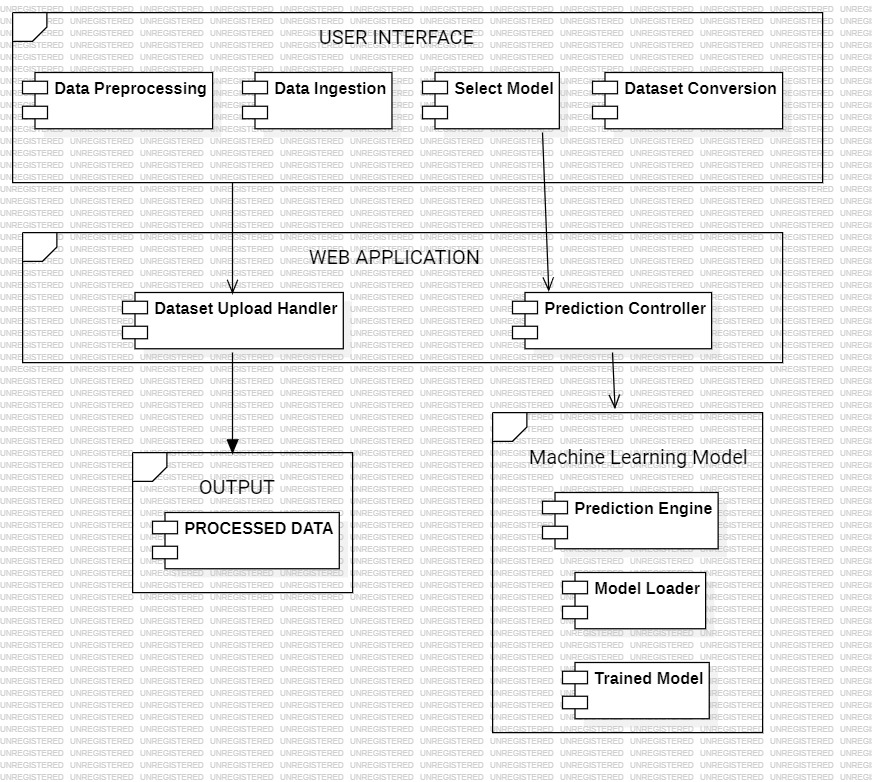 USER INTERFACE
Data Preprocessing
Data Ingestion
Select Model
Dataset Conversion
WEB APPLICATION
Dataset Upload Handler
Prediction Controller
OUTPUT
PROCESSED DATA
Machine Learning Model
Prediction Engine
Model Loader
Trained Model
UNREGISTERED